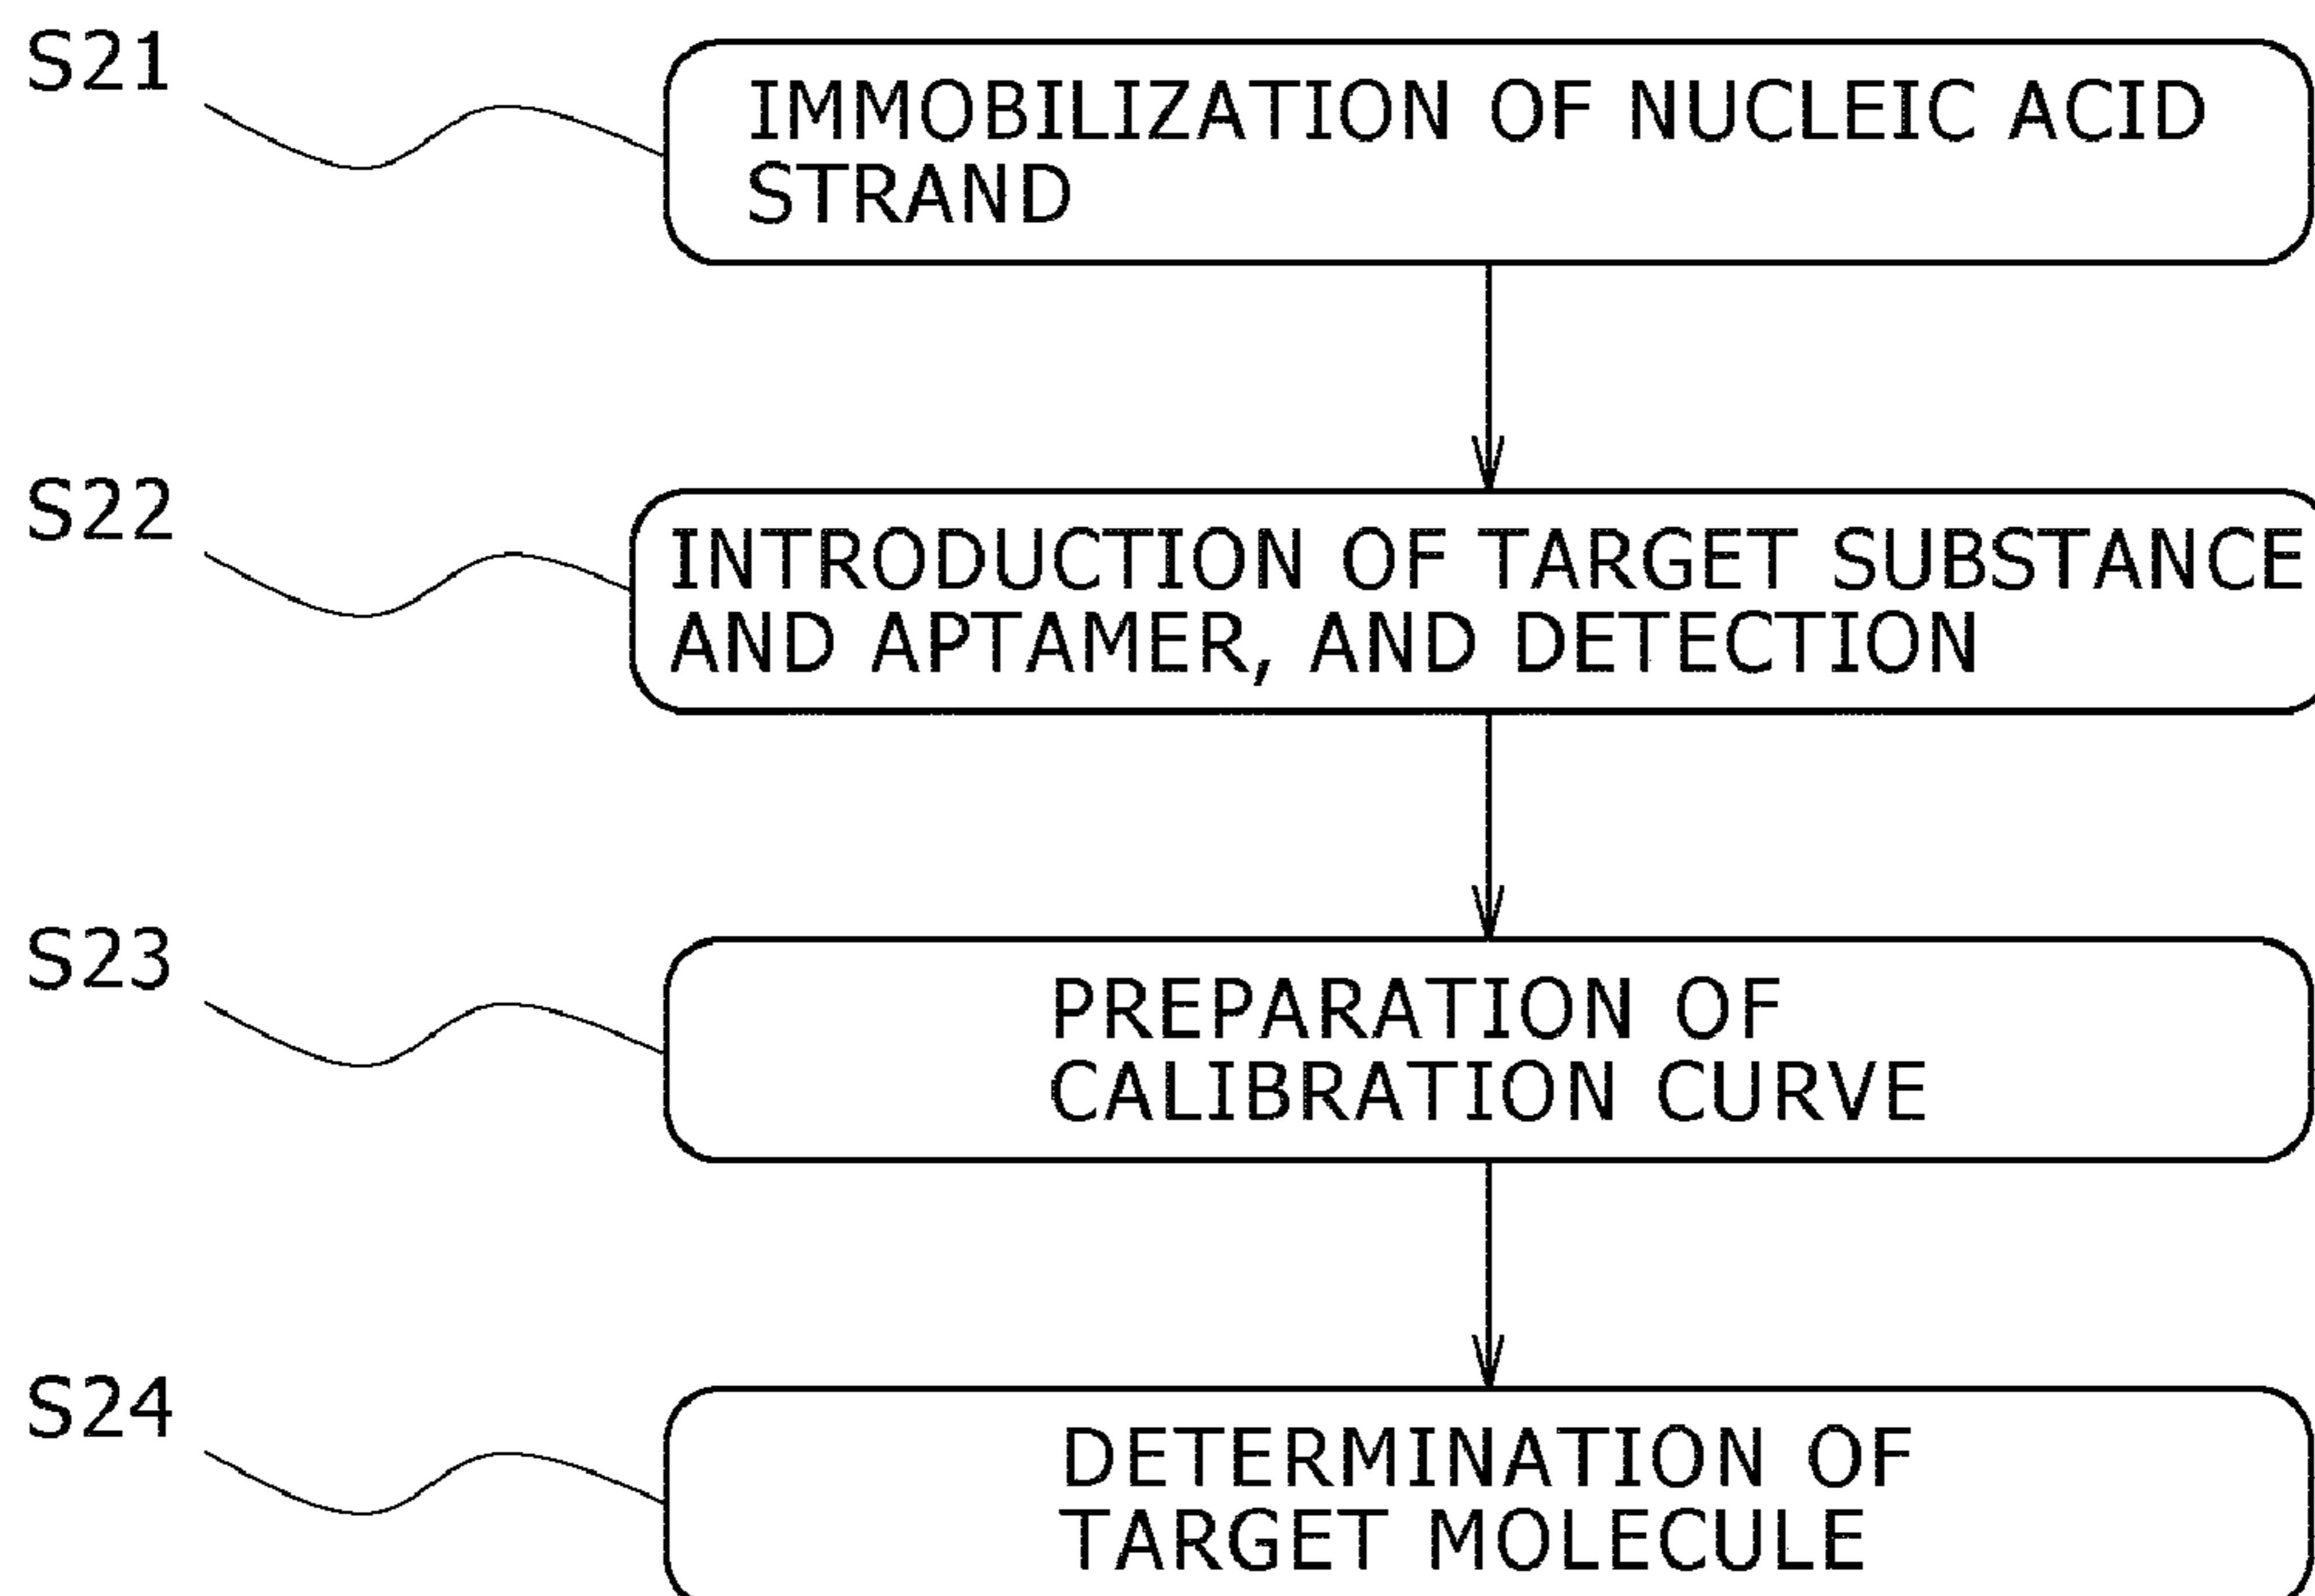 S21
IMMOBILIZATION OF NUCLEIC ACID
STRAND
S22
INTRODUCTION OF TARGET SUBSTANCE
AND APTAMER, AND DETECTION
S23
PREPARATION OF
CALIBRATION CURVE
S24
DETERMINATION OF
TARGET MOLECULE